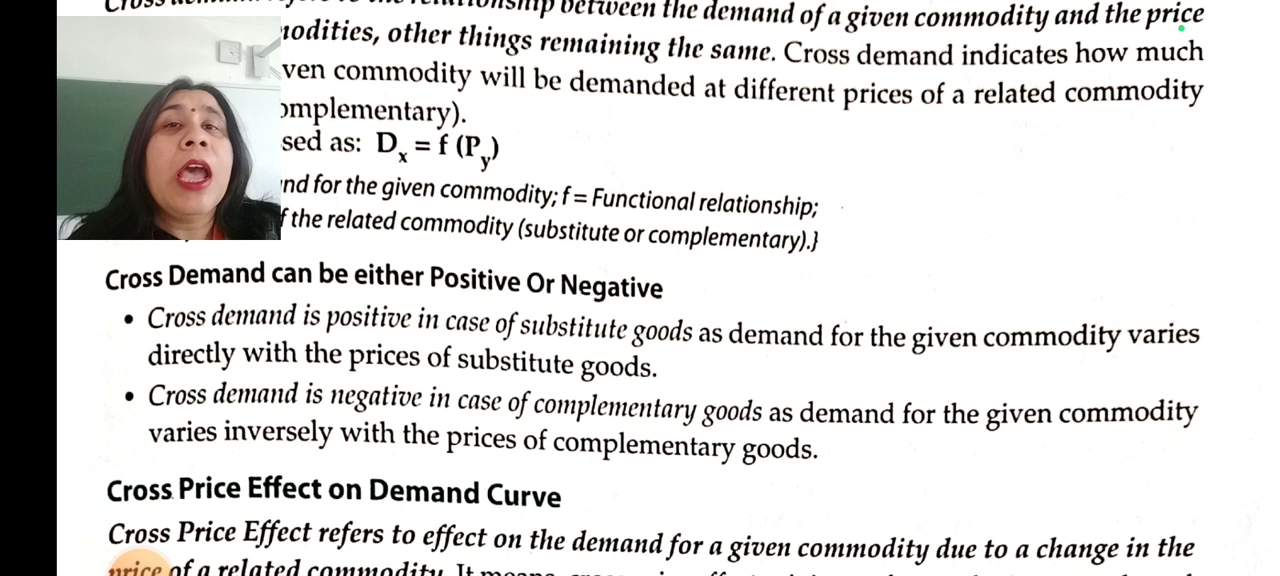 between the demand of a given commodity and the price
modities, other things remaining the same. Cross demand indicates how much
ven commodity will be demanded at different prices of a related commodity
omplementary).
sed as: Dx = f (Py)
nd for the given commodity; f = Functional relationship;
f the related commodity (substitute or complementary).}
Cross Demand can be either Positive Or Negative
• Cross demand is positive in case of substitute goods as demand for the given commodity varies
directly with the prices of substitute goods.
• Cross demand is negative in case of complementary goods as demand for the given commodity
varies inversely with the prices of complementary goods.
Cross Price Effect on Demand Curve
Cross Price Effect refers to effect on the demand for a given commodity due to a change in the
price of a related commodity. It